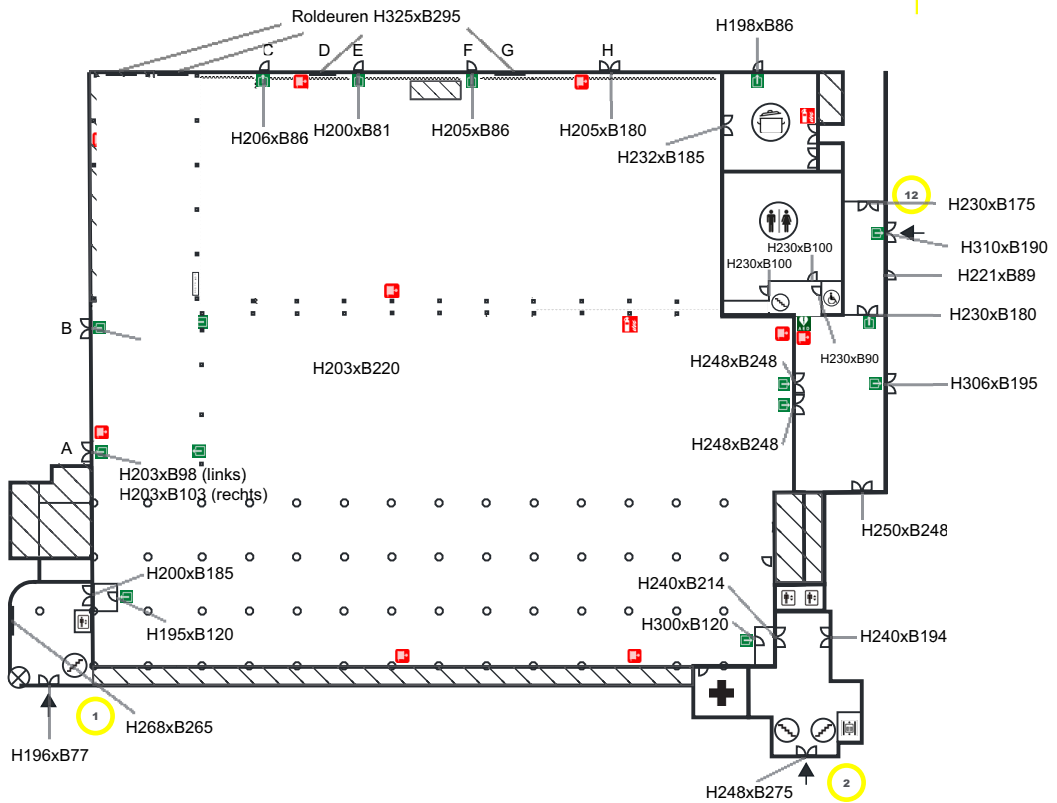 Roldeuren H325xB295
H198xB86
C D E F G H
H206xB86
H200xB81
H205xB86
H205xB180
H232xB185
12
H230xB175
H310xB190
H230xB100
H230xB100
H221xB89
H230xB180
B
H203xB220
H248xB248
H230xB90
H306xB195
H248xB248
A
H203xB98 (links)
H203xB103 (rechts)
H250xB248
H200xB185
H240xB214
H195xB120
H300xB120
H240xB194
1
H268xB265
H196xB77
H248xB275
2